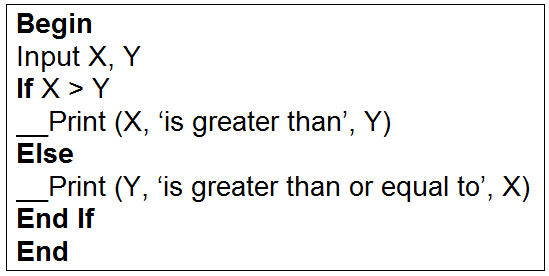 Begin
Input X, Y
If X > Y
__Print (X, ‘is greater than’, Y)
Else
__Print (Y, ‘is greater than or equal to’, X)
End If
End